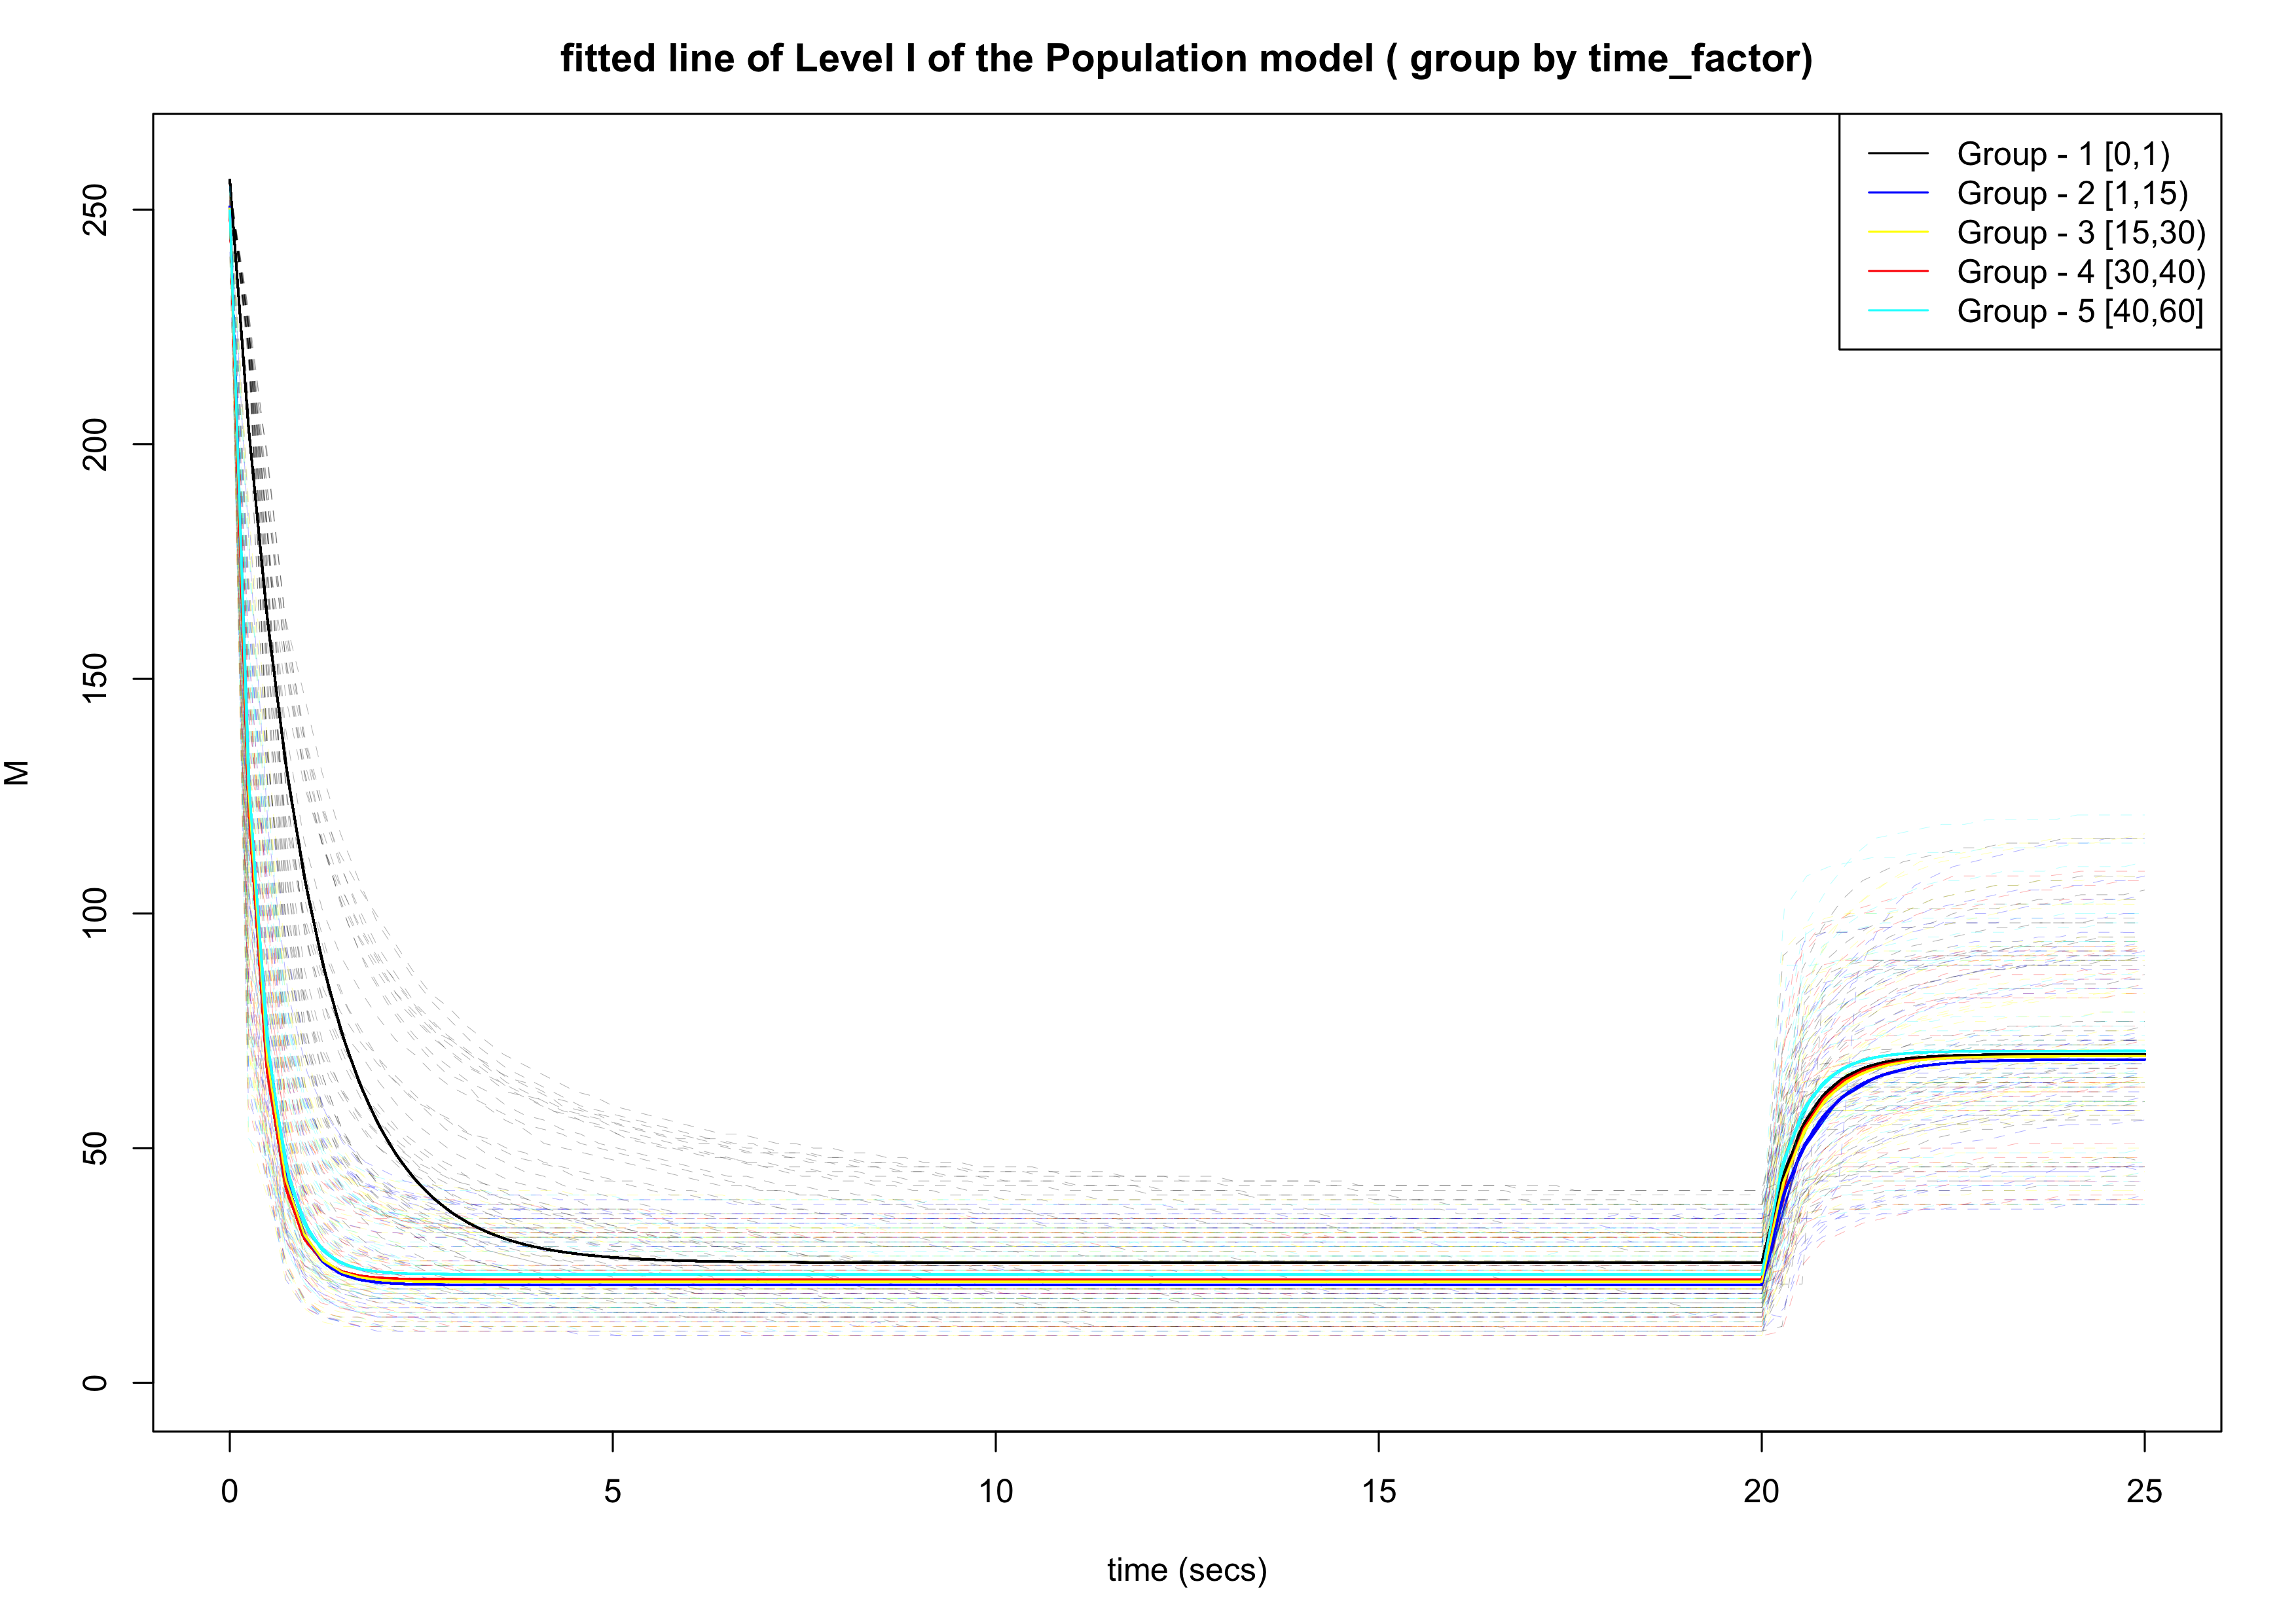 fitted line of Level I of the Population model ( group by time_factor)
Group - 1 [0,1)
Group - 2 [1,15)
Group - 3 [15,30)
Group - 4 [30,40)
Group - 5 [40,60]
250
200
150
100
50
0
M
0 5 10 15 20 25
time (secs)